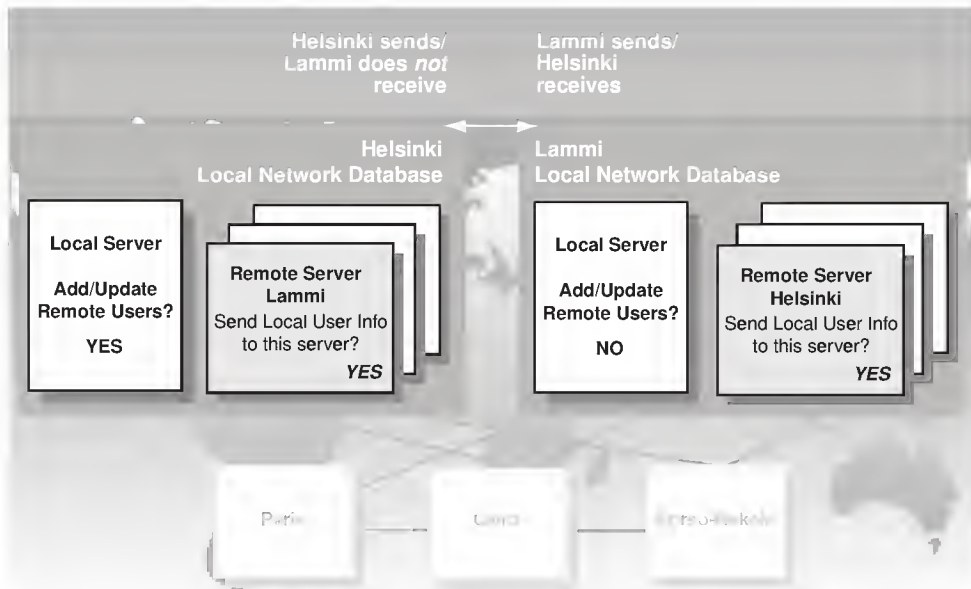 Helsinki sends/
Lammi does not
receive
Lammi sends/
Helsinki
receives
Helsinki
Local Network Database
Lammi
Local Network Database
Local Server
Add/Update
Remote Users?
YES
Remote Server
Lammi
Send Local User Info
to this server?
YES
Local Server
Add/Update
Remote Users?
NO
Remote Server
Helsinki
Send Local User Info
to this server?
YES
Paris